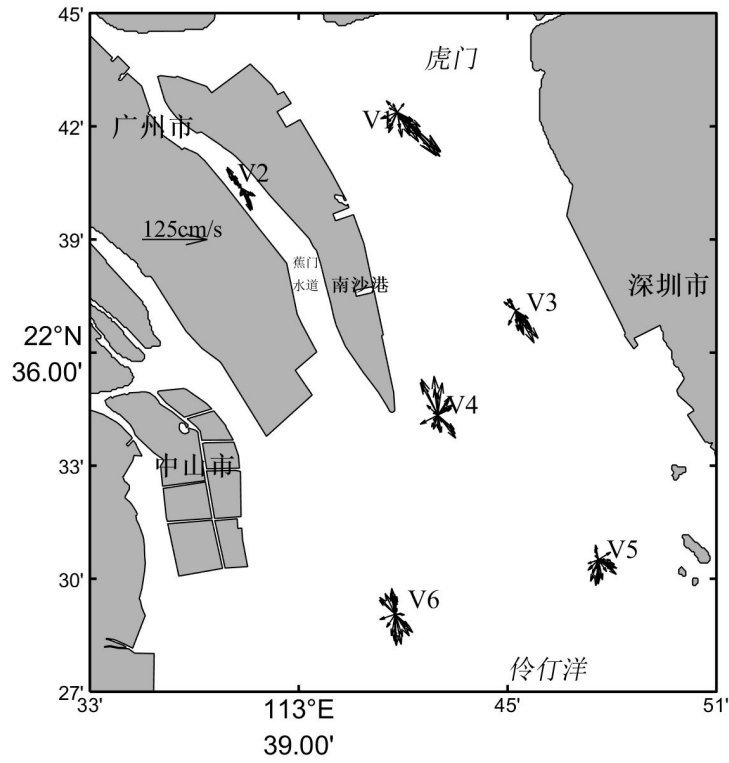 45'
虎门
42'
广州市
V1
V2
125cm/s
39'
蕉门
水道
南沙港
深圳市
V3
22°N
36.00'
V4
33'
中山市
V5
30'
V6
伶仃洋
27'
33'
113°E
39.00'
45'
51'